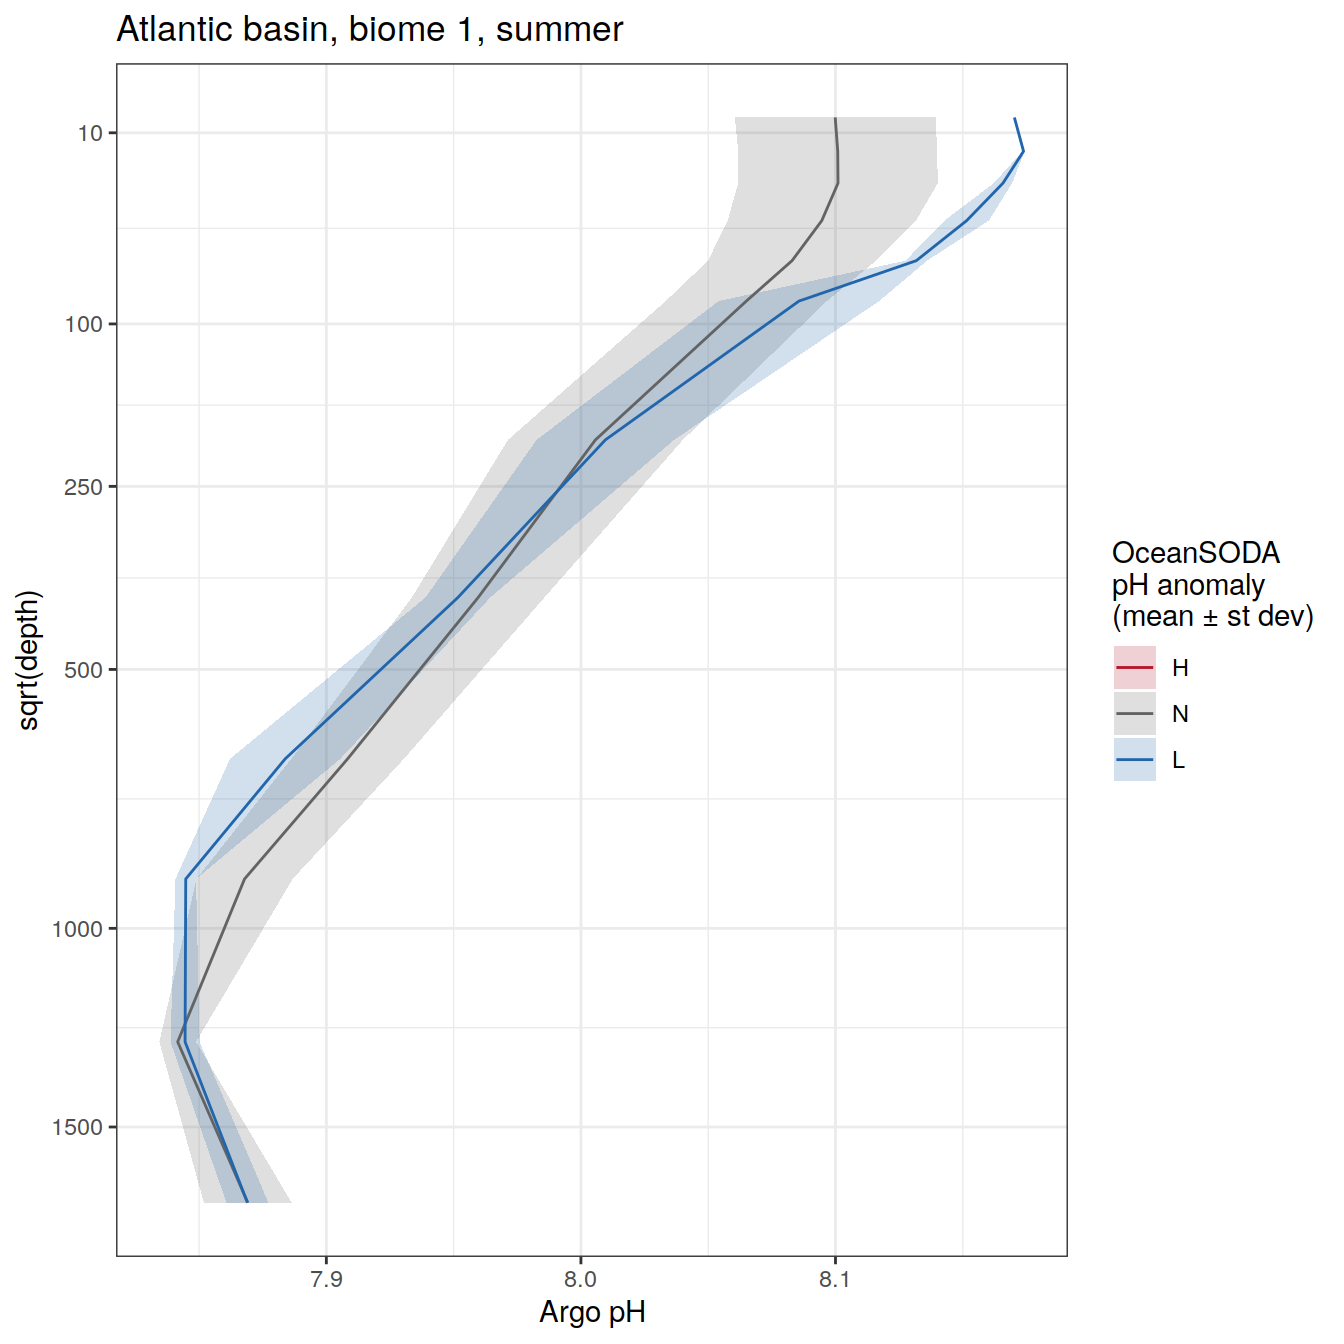 Atlantic basin, biome 1, summer
10
100
250
500
1000
1500
sqrt(depth)
7.9
8.0
8.1
Argo pH
OceanSODA
pH anomaly
(mean ± st dev)
H
N
L